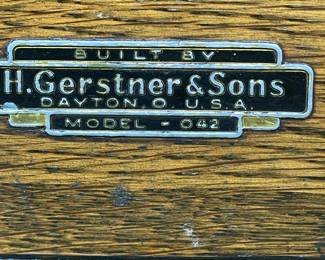 BUILT BY
H. Gerstner & Sons
DAYTON, O. U.S.A.
MODEL - 042